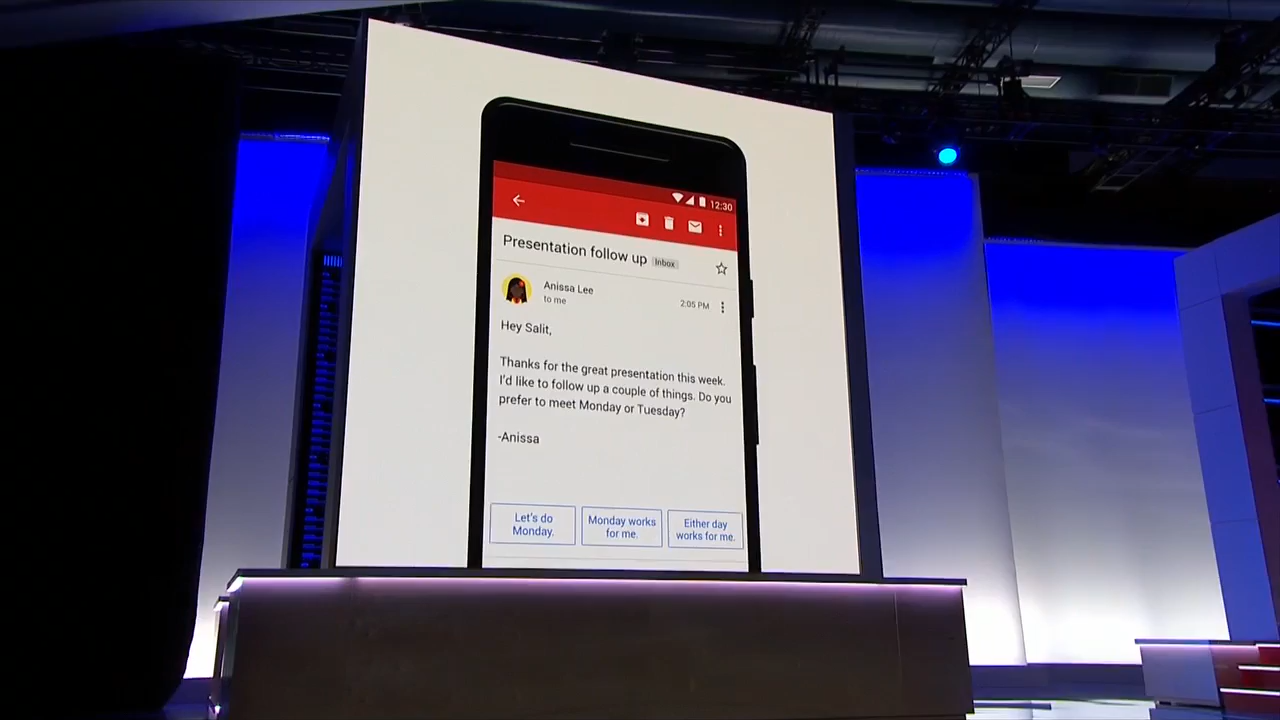 12:30
Presentation follow up Inbox
Anissa Lee
to me
2:05 PM
Hey Salit,
Thanks for the great presentation this week.
I'd like to follow up a couple of things. Do you
prefer to meet Monday or Tuesday?
-Anissa
Let's do
Monday.
Monday works
for me.
Either day
works for me.